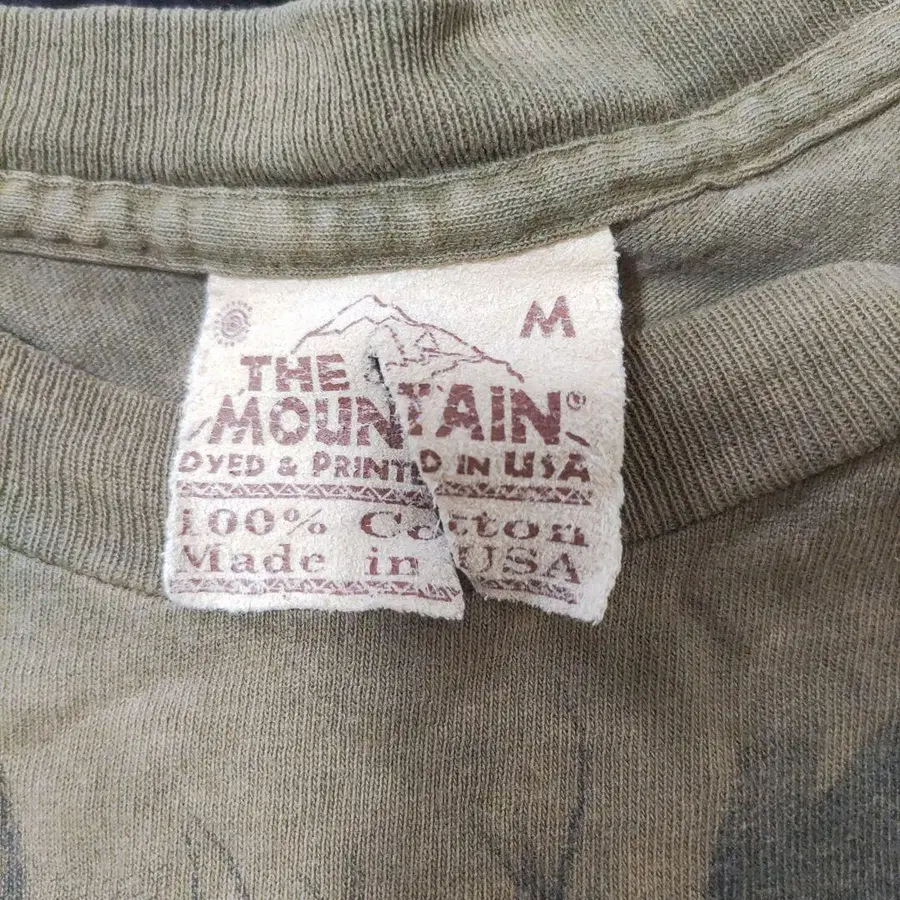 M
THE
MOUNTAIN®
DYED & PRINTED IN USA
100% Cotton
Made in USA